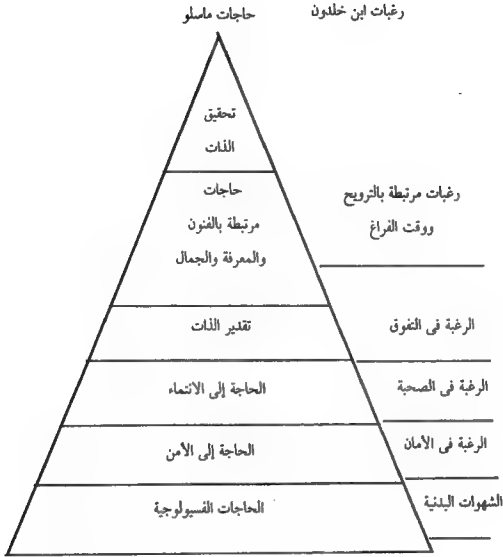 رغبات ابن خلدون
حاجات ماسلو
تحقيق
الذات
حاجات
مرتبطة بالفنون
والمعرفة والجمال
رغبات مرتبطة بالترويح
ووقت الفراغ
تقدير الذات
الرغبة فى التفوق
الحاجة إلى الانتماء
الرغبة فى الصحبة
الحاجة إلى الأمن
الرغبة فى الأمان
الحاجات الفسيولوجية
الشهوات البدنية